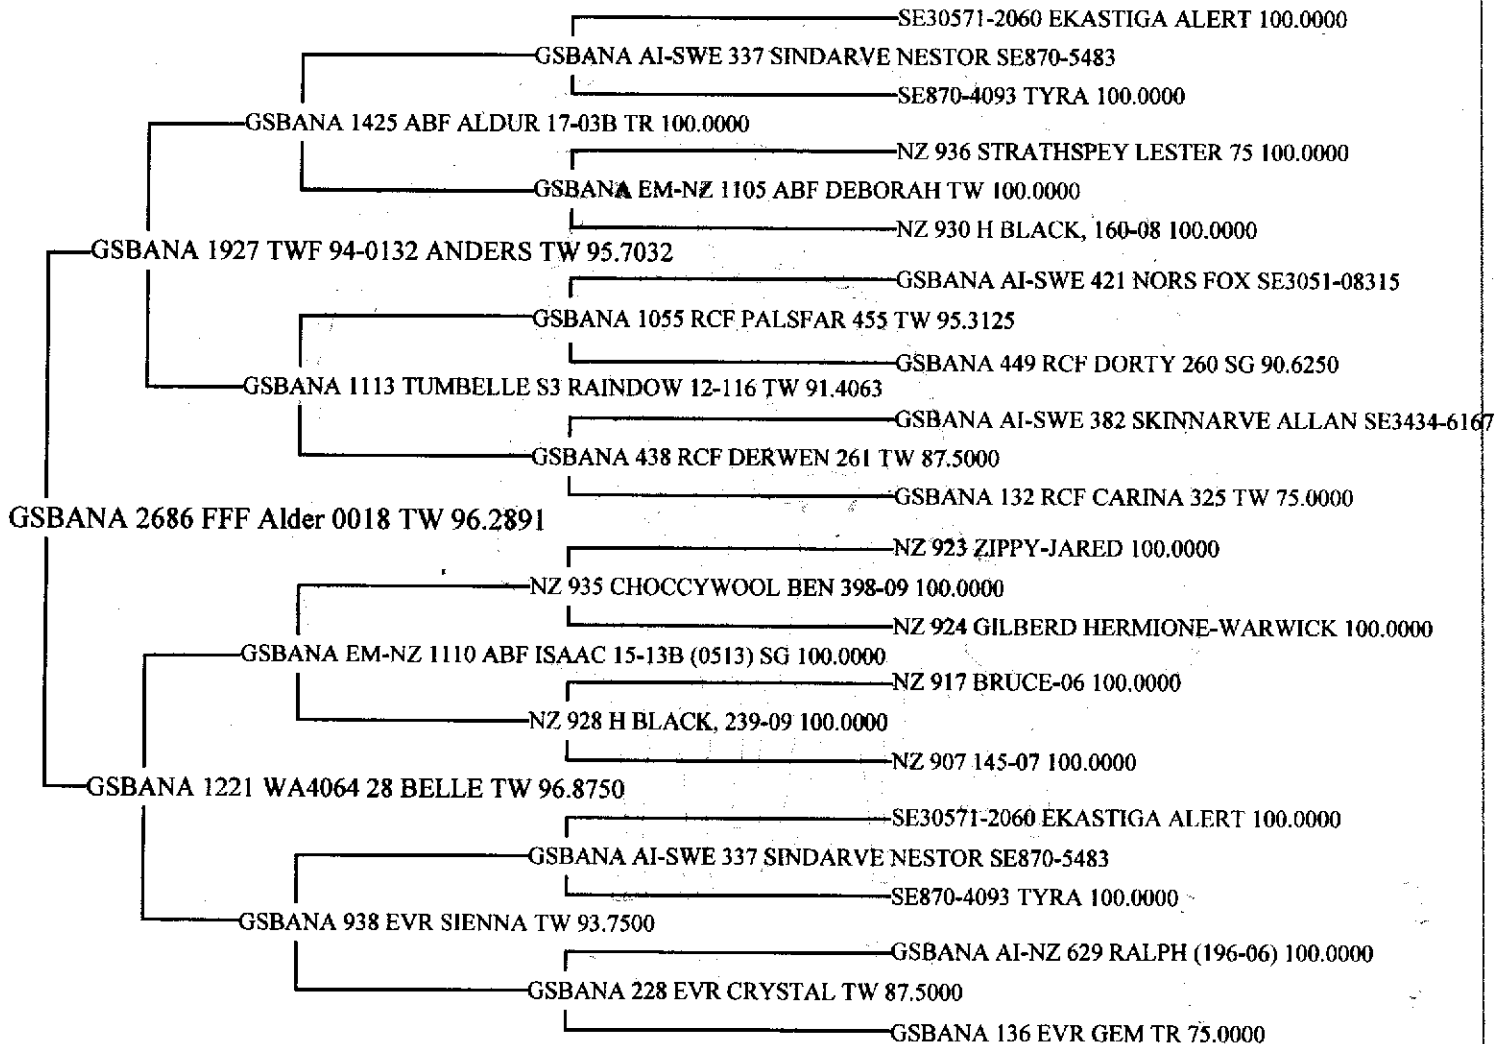 SE30571-2060 EKASTIGA ALERT 100.0000
GSBANA AI-SWE 337 SINDARVE NESTOR SE870-5483
SE870-4093 TYRA 100.0000
GSBANA 1425 ABF ALDUR 17-03B TR 100.0000
NZ 936 STRATHSPEY LESTER 75 100.0000
GSBANA EM-NZ 1105 ABF DEBORAH TW 100.0000
NZ 930 H BLACK, 160-08 100.0000
GSBANA 1927 TWF 94-0132 ANDERS TW 95.7032
GSBANA AI-SWE 421 NORS FOX SE3051-08315
GSBANA 1055 RCF PALSFAR 455 TW 95.3125
GSBANA 449 RCF DORTY 260 SG 90.6250
GSBANA 1113 TUMBELLE S3 RAINDOW 12-116 TW 91.4063
GSBANA AI-SWE 382 SKINNARVE ALLAN SE3434-6167
GSBANA 438 RCF DERWEN 261 TW 87.5000
GSBANA 132 RCF CARINA 325 TW 75.0000
GSBANA 2686 FFF Alder 0018 TW 96.2891
NZ 923 ZIPPY-JARED 100.0000
NZ 935 CHOCCYWOOL BEN 398-09 100.0000
NZ 924 GILBERD HERMIONE-WARWICK 100.0000
GSBANA EM-NZ 1110 ABF ISAAC 15-13B (0513) SG 100.0000
NZ 917 BRUCE-06 100.0000
NZ 928 H BLACK, 239-09 100.0000
NZ 907 145-07 100.0000
GSBANA 1221 WA4064 28 BELLE TW 96.8750
SE30571-2060 EKASTIGA ALERT 100.0000
GSBANA AI-SWE 337 SINDARVE NESTOR SE870-5483
SE870-4093 TYRA 100.0000
GSBANA 938 EVR SIENNA TW 93.7500
GSBANA AI-NZ 629 RALPH (196-06) 100.0000
GSBANA 228 EVR CRYSTAL TW 87.5000
GSBANA 136 EVR GEM TR 75.0000